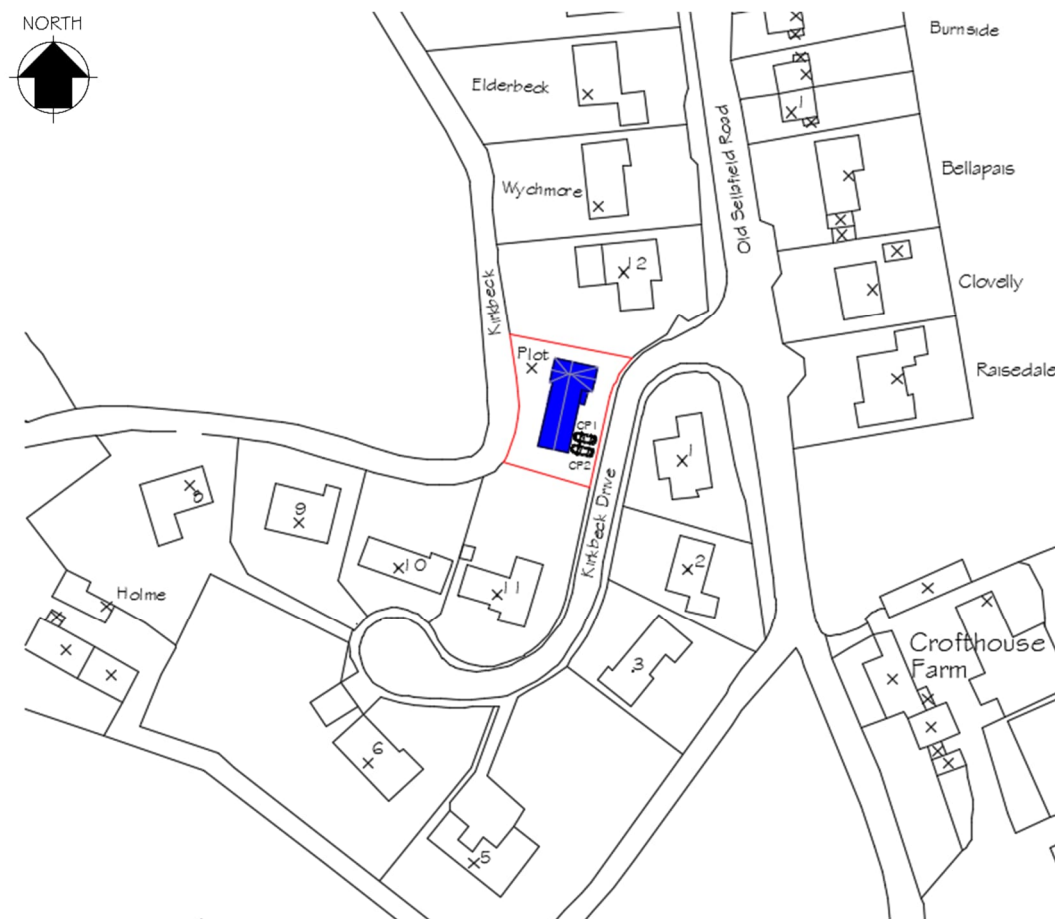 NORTH
Burnside
Elderbeck
1
Old Sellafield Road
Bellapais
Wychmore
12
Clovelly
Kirkbeck
Plot
Raisedale
CP1
CP2
1
Kirkbeck Drive
8
9
10
11
2
Holme
3
Crofthouse
Farm
6
5